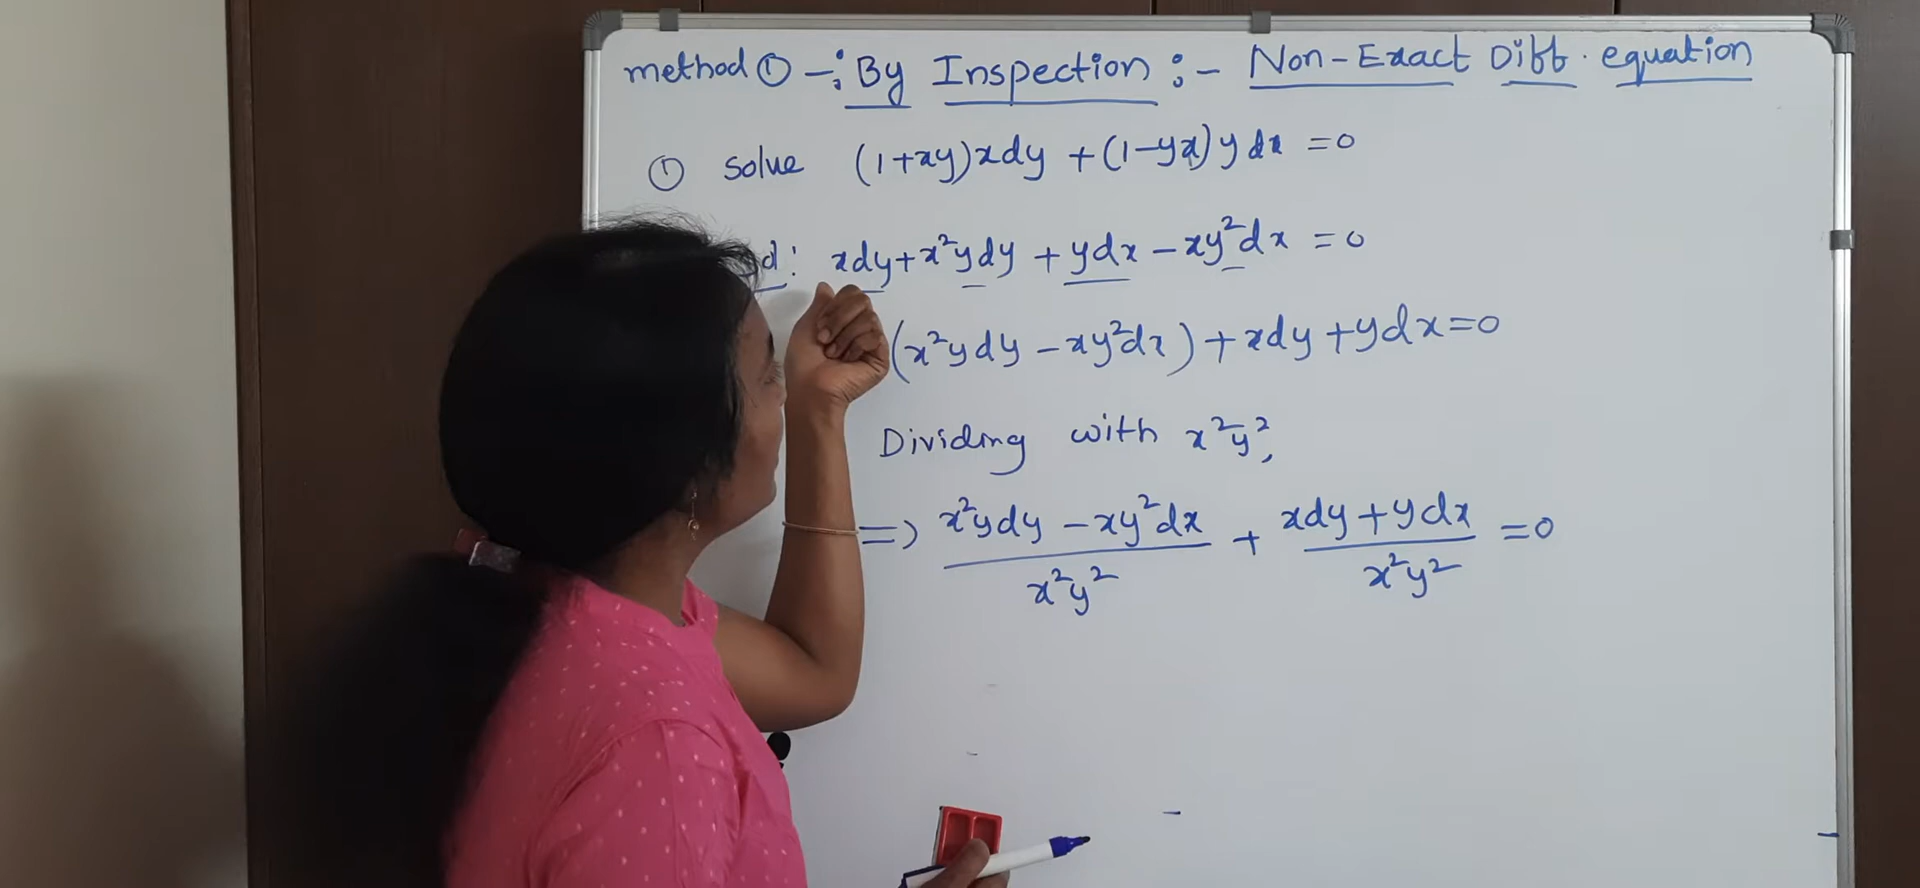 method ① -: By Inspection :- Non-Exact Diff. equation
① solve (1+xy)xdy + (1-yx)ydx = 0
d: xdy + x²ydy + ydx - xy²dx = 0
(x²ydy - xy²dx) + xdy + ydx = 0
Dividing with x²y²,
=> (x²ydy - xy²dx)/(x²y²) + (xdy + ydx)/(x²y²) = 0